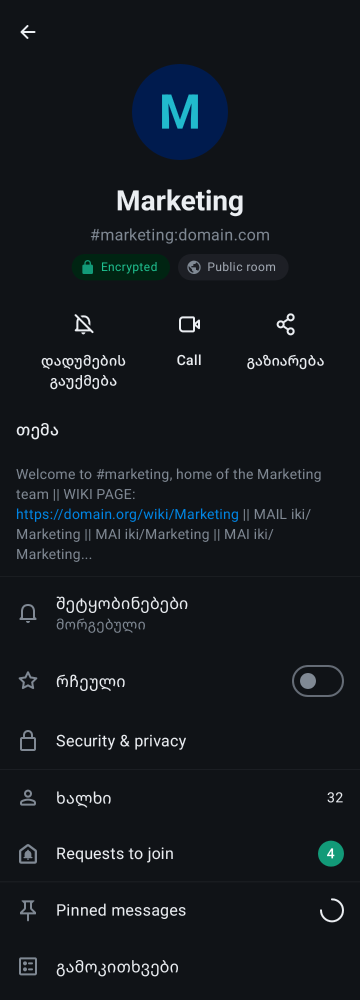 M
Marketing
#marketing:domain.com
Encrypted
Public room
დადუმების
გაუქმება
Call
გაზიარება
თემა
Welcome to #marketing, home of the Marketing
team || WIKI PAGE:
https://domain.org/wiki/Marketing || MAIL iki/
Marketing || MAI iki/Marketing || MAI iki/
Marketing...
შეტყობინებები
მორგებული
რჩეული
Security & privacy
ხალხი 32
Requests to join 4
Pinned messages
გამოკითხვები